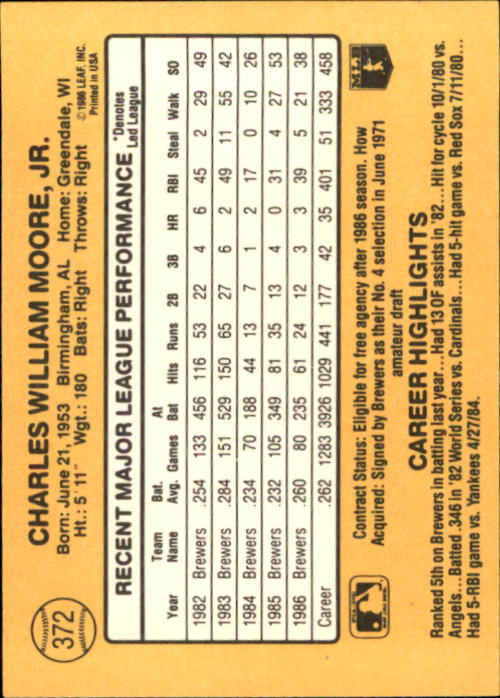 372
CHARLES WILLIAM MOORE, JR.
Born: June 21, 1953 Birmingham, AL Home: Greendale, WI
Ht.: 5' 11" Wgt.: 180 Bats: Right Throws: Right
©1986 LEAF, INC.
Printed in USA
RECENT MAJOR LEAGUE PERFORMANCE *Denotes Led League
Year Team Name Bat. Avg. Games At Bat Hits Runs 2B 3B HR RBI Steal Walk SO
1982 Brewers .254 133 456 116 53 22 4 6 45 2 29 49
1983 Brewers .284 151 529 150 65 27 6 2 49 11 55 42
1984 Brewers .234 70 188 44 13 7 1 2 17 0 10 26
1985 Brewers .232 105 349 81 35 13 4 0 31 4 27 53
1986 Brewers .260 80 235 61 24 12 3 3 39 5 21 38
Career .262 1283 3926 1029 441 177 42 35 401 51 333 458
Contract Status: Eligible for free agency after 1986 season. How
Acquired: Signed by Brewers as their No. 4 selection in June 1971
amateur draft
MLB
CAREER HIGHLIGHTS
Ranked 5th on Brewers in batting last year...Had 13 OF assists in '82...Hit for cycle 10/1/80 vs.
Angels...Batted .346 in '82 World Series vs. Cardinals...Had 5-hit game vs. Red Sox 7/11/80...
Had 5-RBI game vs. Yankees 4/27/84.